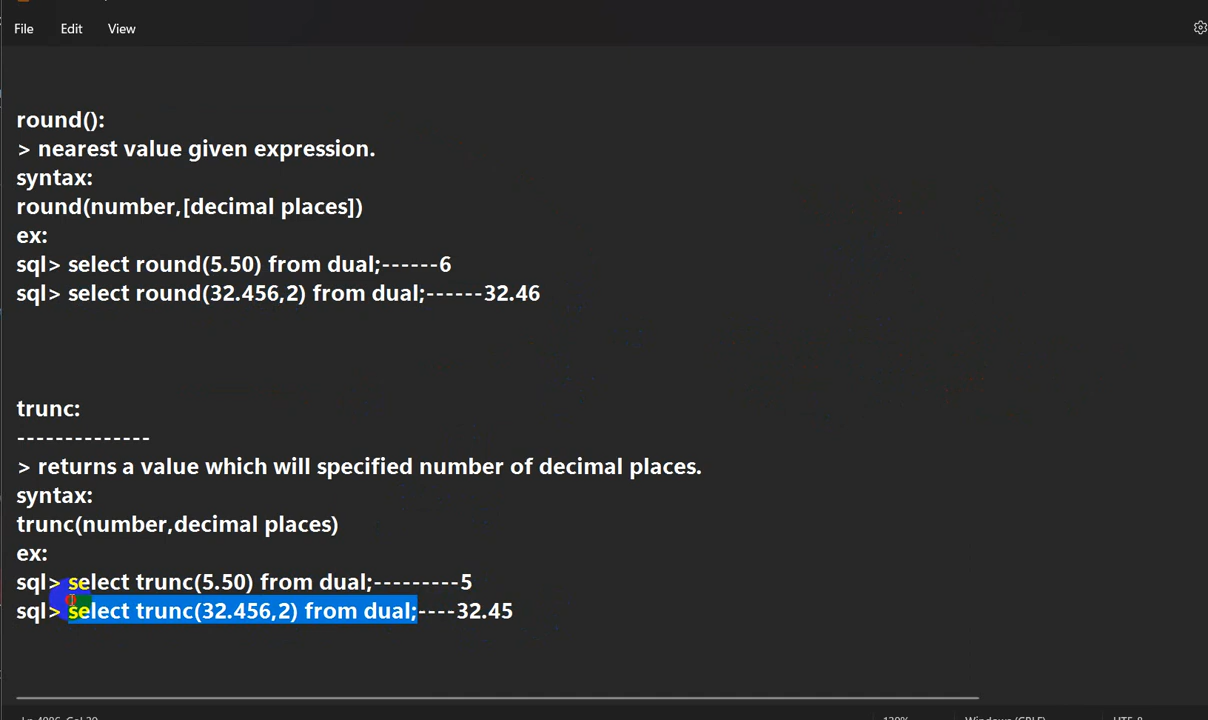 File Edit View
round():
> nearest value given expression.
syntax:
round(number,[decimal places])
ex:
sql> select round(5.50) from dual;------6
sql> select round(32.456,2) from dual;------32.46
trunc:
--------------
> returns a value which will specified number of decimal places.
syntax:
trunc(number,decimal places)
ex:
sql> select trunc(5.50) from dual;---------5
sql> select trunc(32.456,2) from dual;----32.45